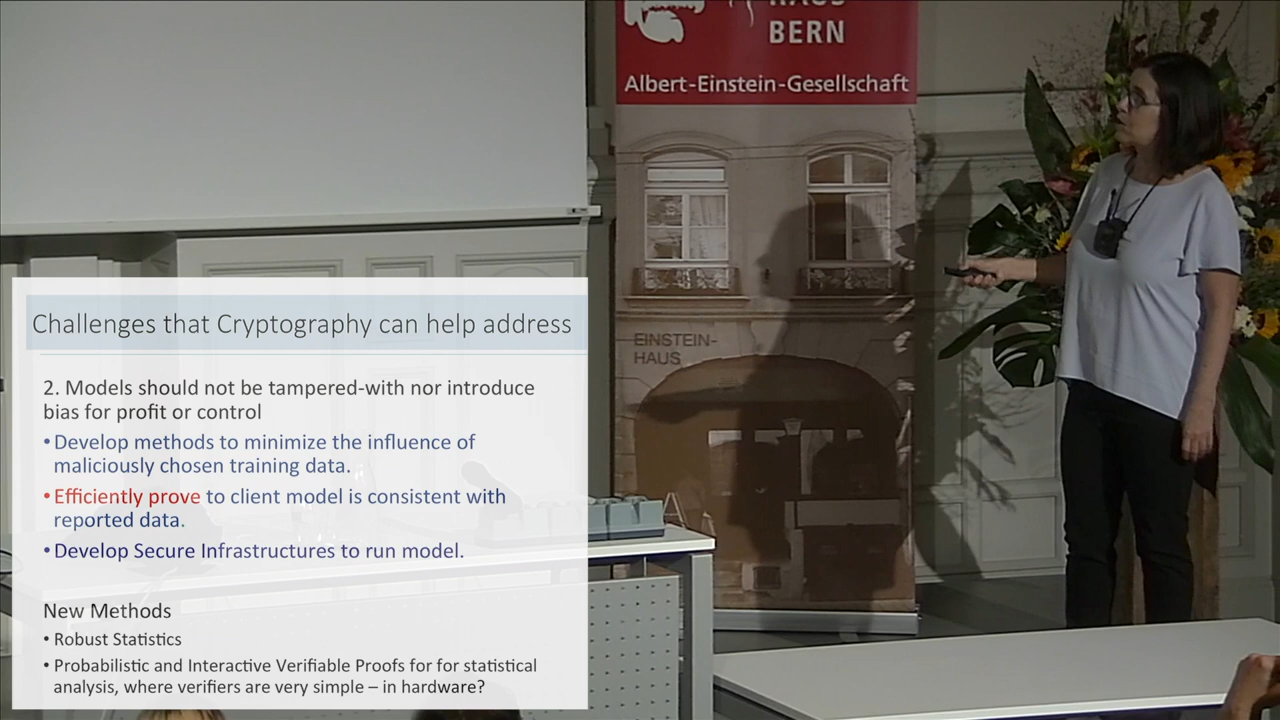 HAUS
BERN
Albert-Einstein-Gesellschaft
EINSTEIN-
HAUS
Challenges that Cryptography can help address
2. Models should not be tampered-with nor introduce
bias for profit or control
• Develop methods to minimize the influence of
maliciously chosen training data.
• Efficiently prove to client model is consistent with
reported data.
• Develop Secure Infrastructures to run model.
New Methods
• Robust Statistics
• Probabilistic and Interactive Verifiable Proofs for for statistical
analysis, where verifiers are very simple – in hardware?